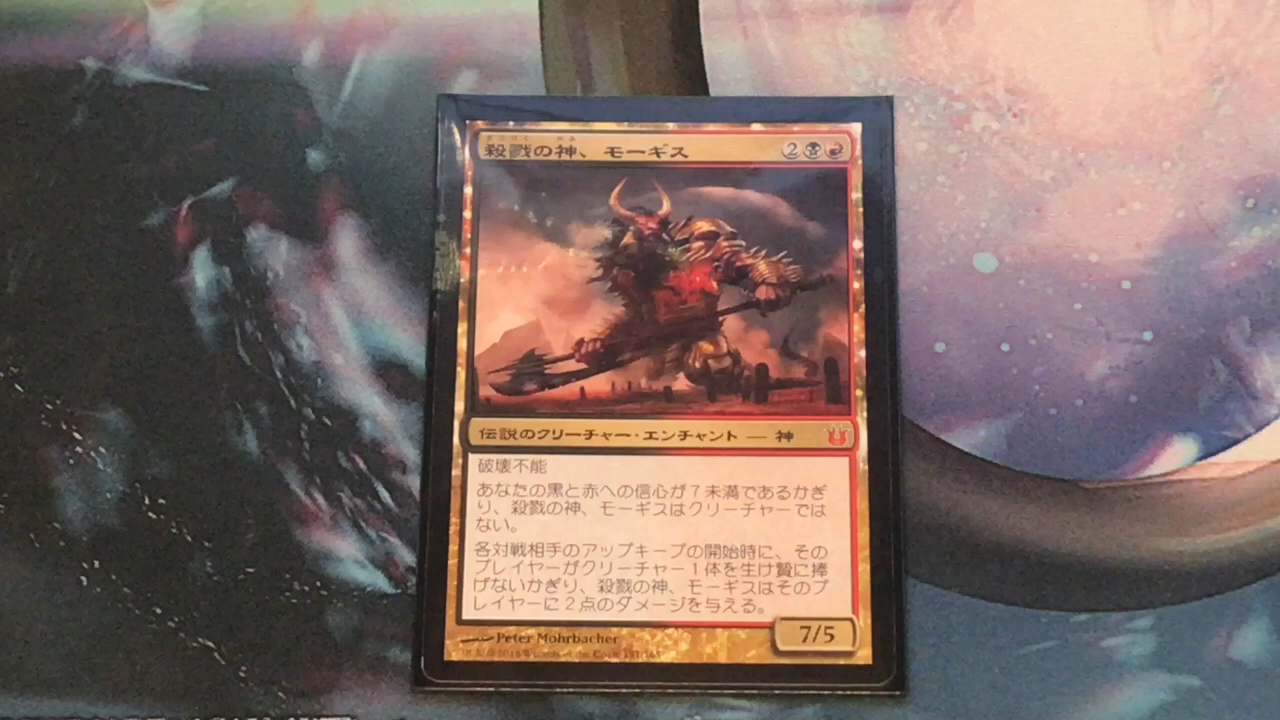 殺戮の神、モーギス 2
伝説のクリーチャー・エンチャント — 神
破壊不能
あなたの黒と赤への信心が7未満であるかぎ
り、殺戮の神、モーギスはクリーチャーでは
ない。
各対戦相手のアップキープの開始時に、その
プレイヤーがクリーチャー1体を生け贄に捧
げないかぎり、殺戮の神、モーギスはそのプ
レイヤーに2点のダメージを与える。
7/5
Peter Mohrbacher